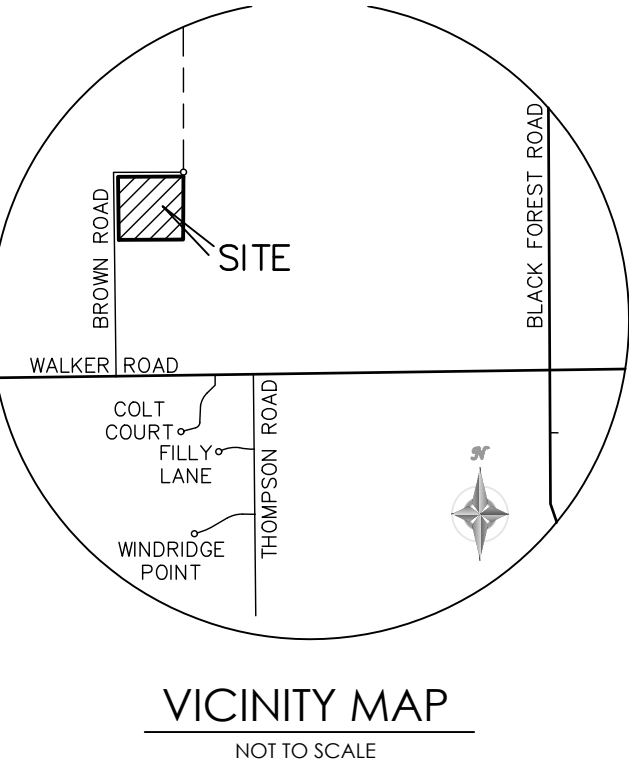 BLACK FOREST ROAD
BROWN ROAD
SITE
WALKER ROAD
COLT
COURT
FILLY
LANE
THOMPSON ROAD
N
WINDRIDGE
POINT
VICINITY MAP
NOT TO SCALE